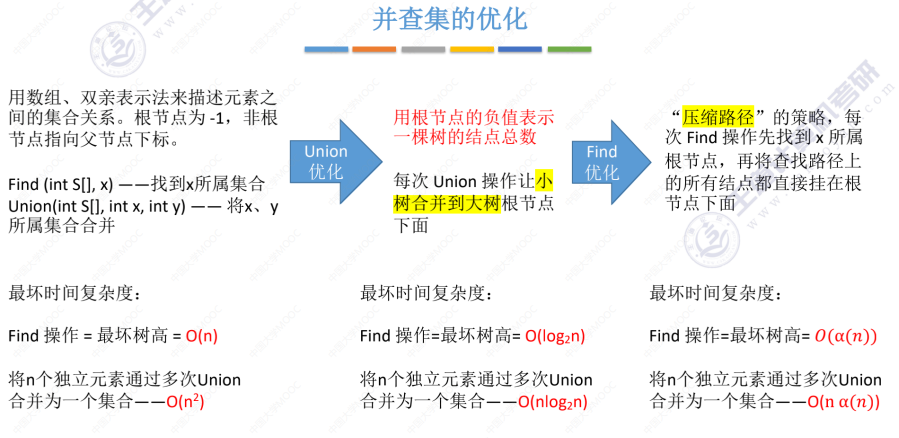 并查集的优化
用数组、双亲表示法来描述元素之
间的集合关系。根节点为 -1，非根
节点指向父节点下标。
Find (int S[], x) ——找到x所属集合
Union(int S[], int x, int y) —— 将x、y
所属集合合并
最坏时间复杂度：
Find 操作 = 最坏树高 = O(n)
将n个独立元素通过多次Union
合并为一个集合——O(n²)
Union
优化
用根节点的负值表示
一棵树的结点总数
每次 Union 操作让小
树合并到大树根节点
下面
最坏时间复杂度：
Find 操作=最坏树高= O(log₂n)
将n个独立元素通过多次Union
合并为一个集合——O(nlog₂n)
Find
优化
“压缩路径”的策略，每
次 Find 操作先找到 x 所属
根节点，再将查找路径上
的所有结点都直接挂在根
节点下面
最坏时间复杂度：
Find 操作=最坏树高= O(α(n))
将n个独立元素通过多次Union
合并为一个集合——O(n α(n))